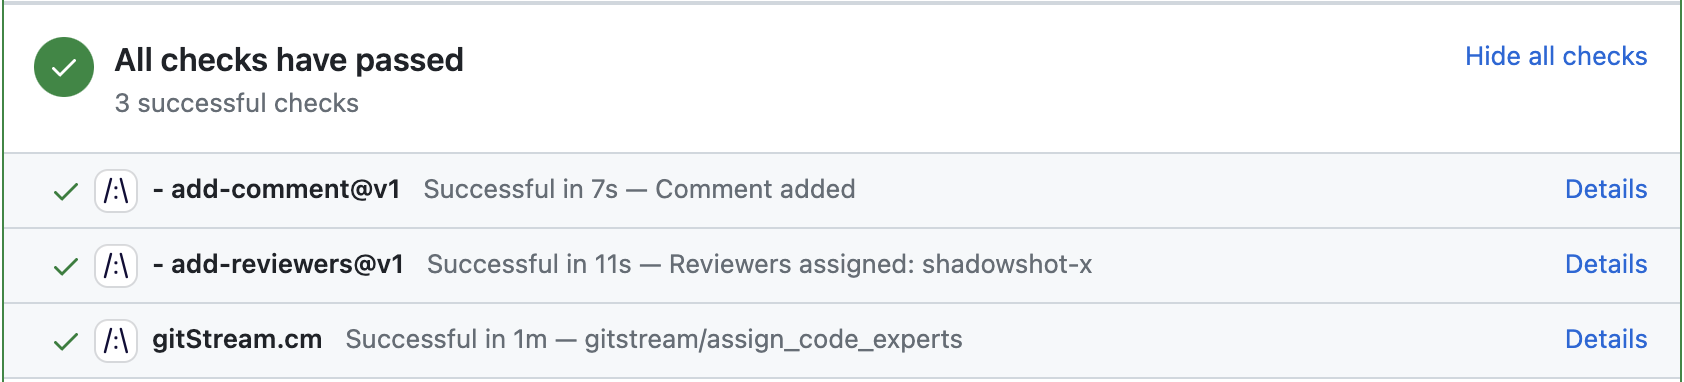 All checks have passed
Hide all checks
3 successful checks
/:\ - add-comment@v1 Successful in 7s — Comment added Details
/:\ - add-reviewers@v1 Successful in 11s — Reviewers assigned: shadowshot-x Details
/:\ gitStream.cm Successful in 1m — gitstream/assign_code_experts Details